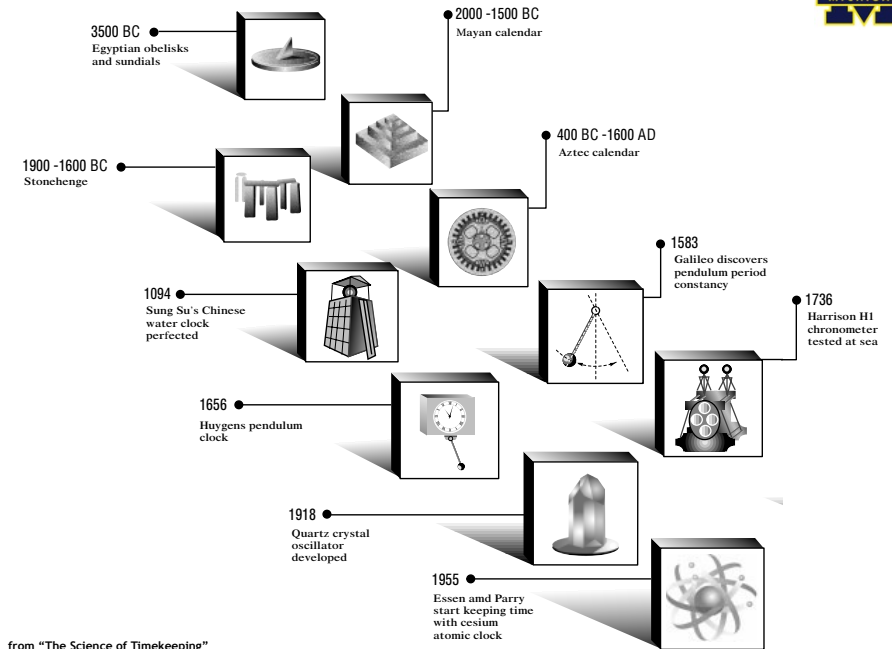 3500 BC
Egyptian obelisks
and sundials
2000 -1500 BC
Mayan calendar
1900 -1600 BC
Stonehenge
400 BC -1600 AD
Aztec calendar
1094
Sung Su's Chinese
water clock
perfected
1583
Galileo discovers
pendulum period
constancy
1736
Harrison H1
chronometer
tested at sea
1656
Huygens pendulum
clock
1918
Quartz crystal
oscillator
developed
1955
Essen amd Parry
start keeping time
with cesium
atomic clock
from “The Science of Timekeeping”